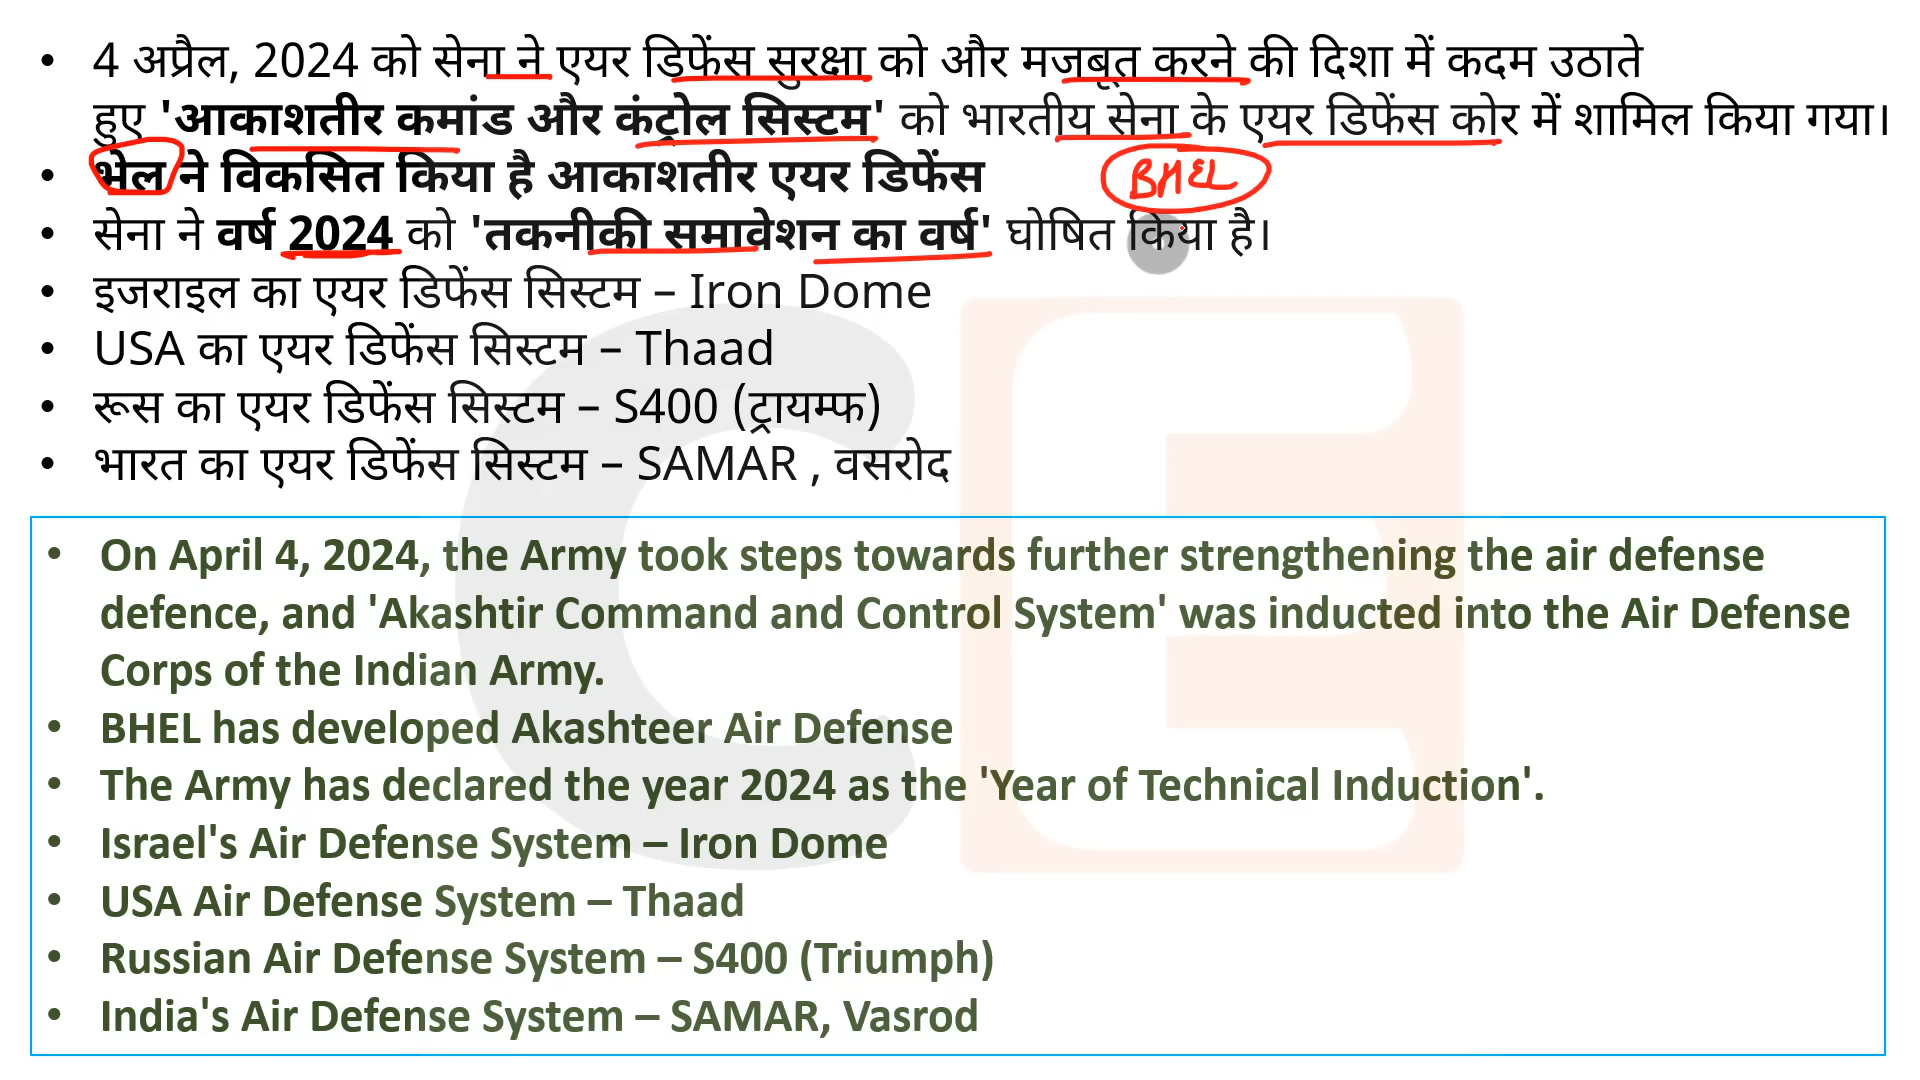 • 4 अप्रैल, 2024 को सेना ने एयर डिफेंस सुरक्षा को और मजबूत करने की दिशा में कदम उठाते
हुए 'आकाशतीर कमांड और कंट्रोल सिस्टम' को भारतीय सेना के एयर डिफेंस कोर में शामिल किया गया।
• भेल ने विकसित किया है आकाशतीर एयर डिफेंस BHEL
• सेना ने वर्ष 2024 को 'तकनीकी समावेशन का वर्ष' घोषित किया है।
• इजराइल का एयर डिफेंस सिस्टम – Iron Dome
• USA का एयर डिफेंस सिस्टम – Thaad
• रूस का एयर डिफेंस सिस्टम – S400 (ट्रायम्फ)
• भारत का एयर डिफेंस सिस्टम – SAMAR , वसरोद
• On April 4, 2024, the Army took steps towards further strengthening the air defense
defence, and 'Akashtir Command and Control System' was inducted into the Air Defense
Corps of the Indian Army.
• BHEL has developed Akashteer Air Defense
• The Army has declared the year 2024 as the 'Year of Technical Induction'.
• Israel's Air Defense System – Iron Dome
• USA Air Defense System – Thaad
• Russian Air Defense System – S400 (Triumph)
• India's Air Defense System – SAMAR, Vasrod
CE